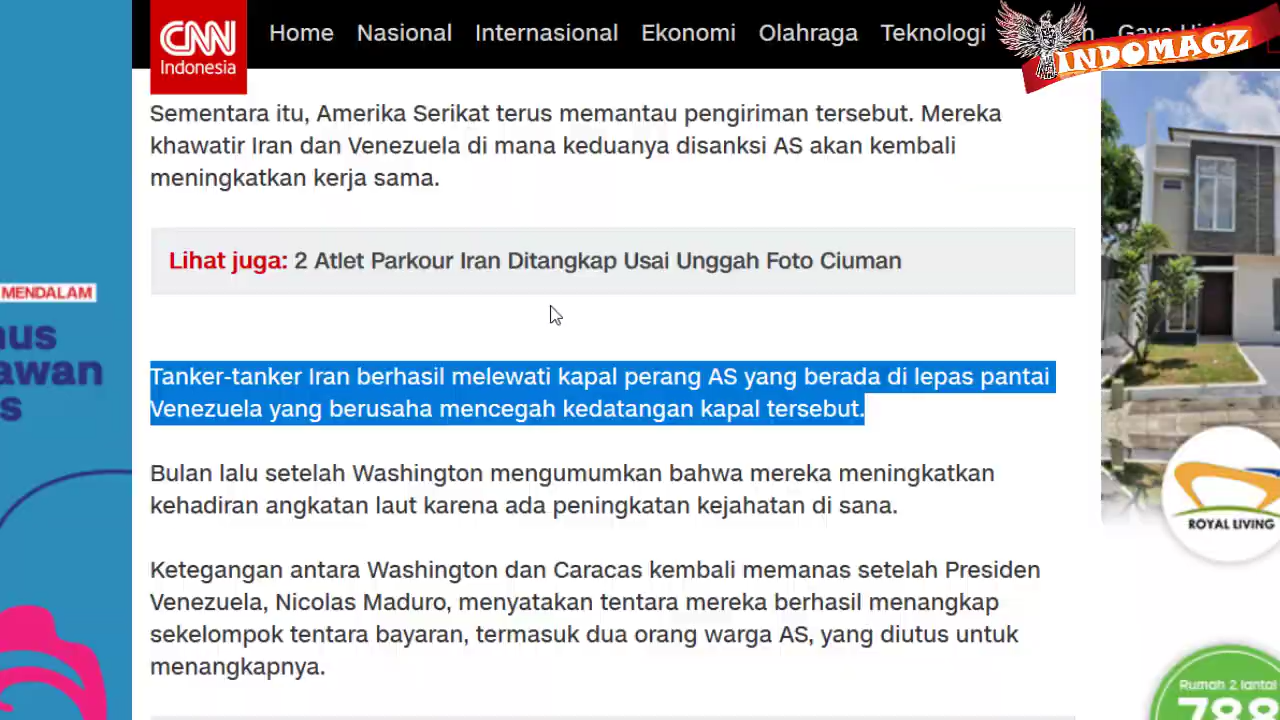 CNN
Indonesia
Home Nasional Internasional Ekonomi Olahraga Teknologi
INDOMAGZ
Sementara itu, Amerika Serikat terus memantau pengiriman tersebut. Mereka
khawatir Iran dan Venezuela di mana keduanya disanksi AS akan kembali
meningkatkan kerja sama.
Lihat juga: 2 Atlet Parkour Iran Ditangkap Usai Unggah Foto Ciuman
MENDALAM
Tanker-tanker Iran berhasil melewati kapal perang AS yang berada di lepas pantai
Venezuela yang berusaha mencegah kedatangan kapal tersebut.
Bulan lalu setelah Washington mengumumkan bahwa mereka meningkatkan
kehadiran angkatan laut karena ada peningkatan kejahatan di sana.
ROYAL LIVING
Ketegangan antara Washington dan Caracas kembali memanas setelah Presiden
Venezuela, Nicolas Maduro, menyatakan tentara mereka berhasil menangkap
sekelompok tentara bayaran, termasuk dua orang warga AS, yang diutus untuk
menangkapnya.
Rumah 2 lantai